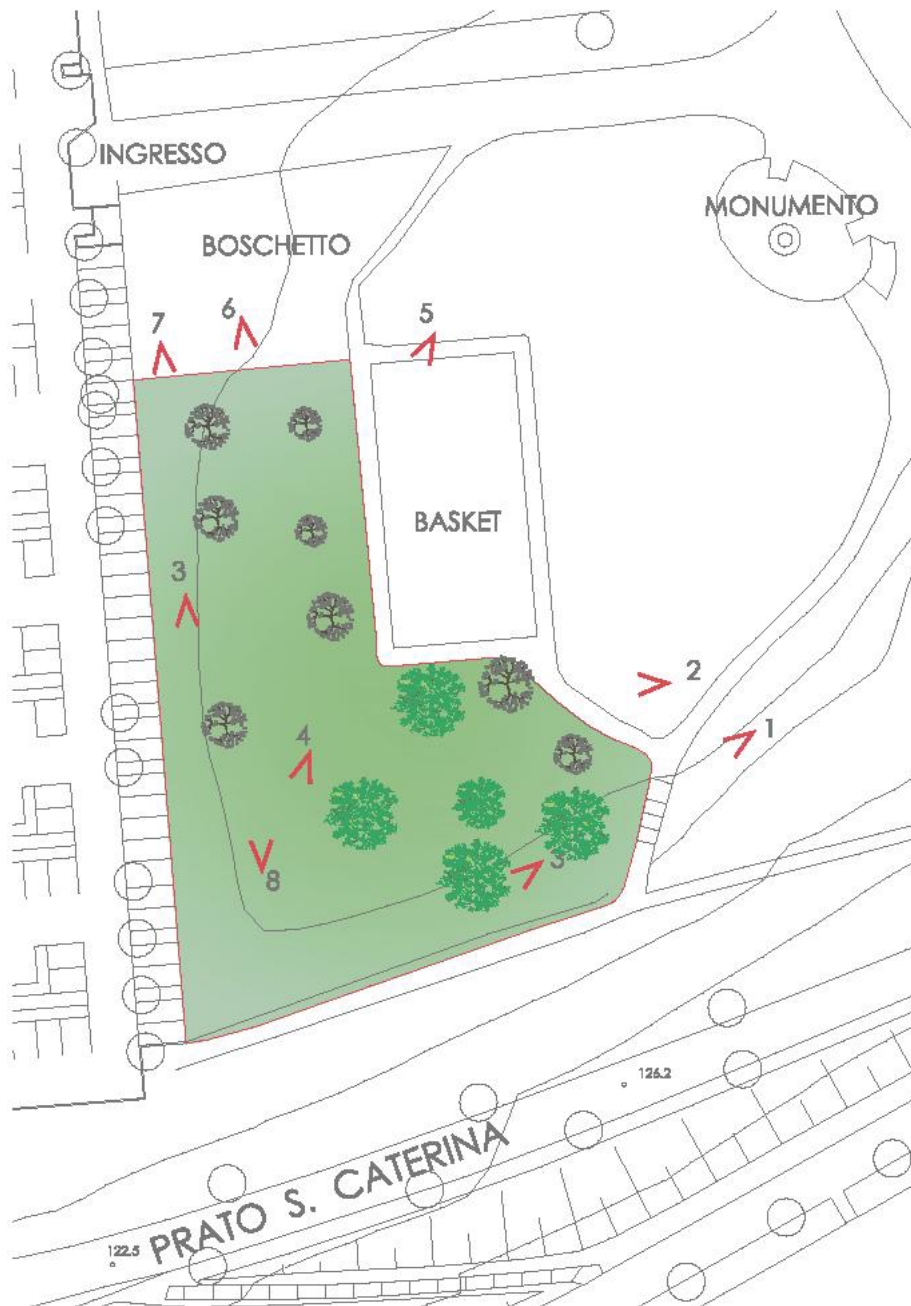 INGRESSO
MONUMENTO
BOSCHETTO
6
5
7
BASKET
3
2
4
1
3
8
126.2
PRATO S. CATERINA
122.5